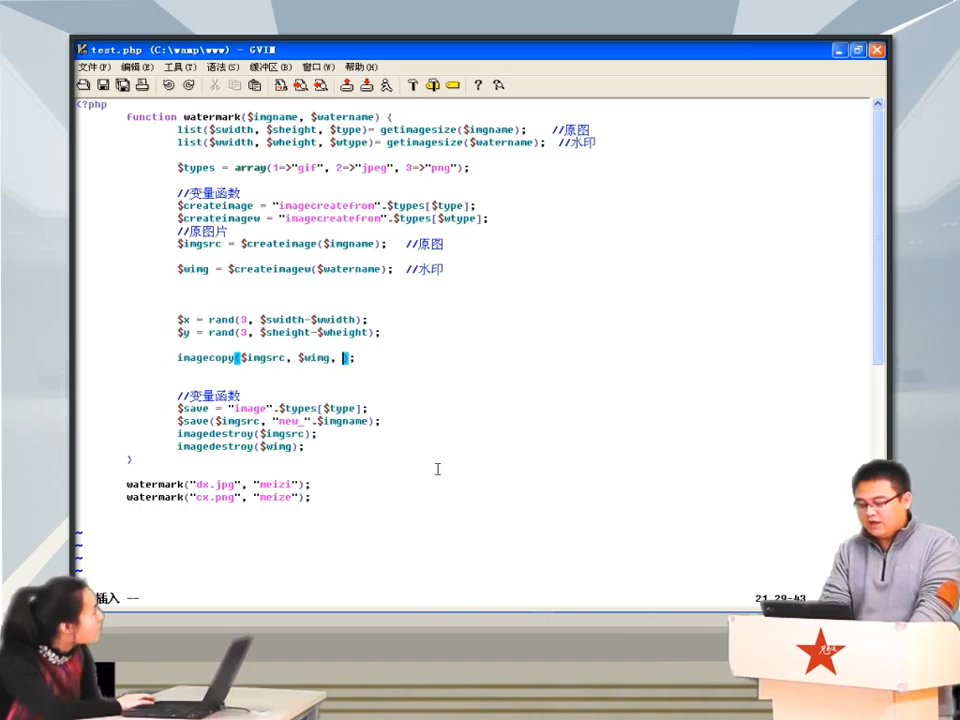 test.php (C:\wamp\www) - GVIM
文件(F) 编辑(E) 工具(T) 语法(S) 缓冲区(B) 窗口(W) 帮助(H)
<?php
function watermark($imgname, $watername) {
list($swidth, $sheight, $type)= getimagesize($imgname); //原图
list($wwidth, $wheight, $wtype)= getimagesize($watername); //水印
$types = array(1=>"gif", 2=>"jpeg", 3=>"png");
//变量函数
$createimage = "imagecreatefrom".$types[$type];
$createimagew = "imagecreatefrom".$types[$wtype];
//原图片
$imgsrc = $createimage($imgname); //原图
$wimg = $createimagew($watername); //水印
$x = rand(3, $swidth-$wwidth);
$y = rand(3, $sheight-$wheight);
imagecopy($imgsrc, $wimg, );
//变量函数
$save = "image".$types[$type];
$save($imgsrc, "new_".$imgname);
imagedestroy($imgsrc);
imagedestroy($wimg);
}
watermark("dx.jpg", "meizi");
watermark("cx.png", "meize");
~
~
~
~
插入 --
21,29-43